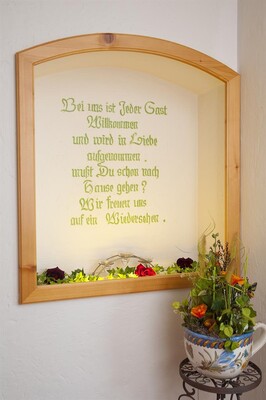 Bei uns ist Jeder Gast
Willkommen
und wird in Liebe
aufgenommen .
mußt Du schon nach
Hause gehen ?
Wir freuen uns
auf ein Wiedersehen .